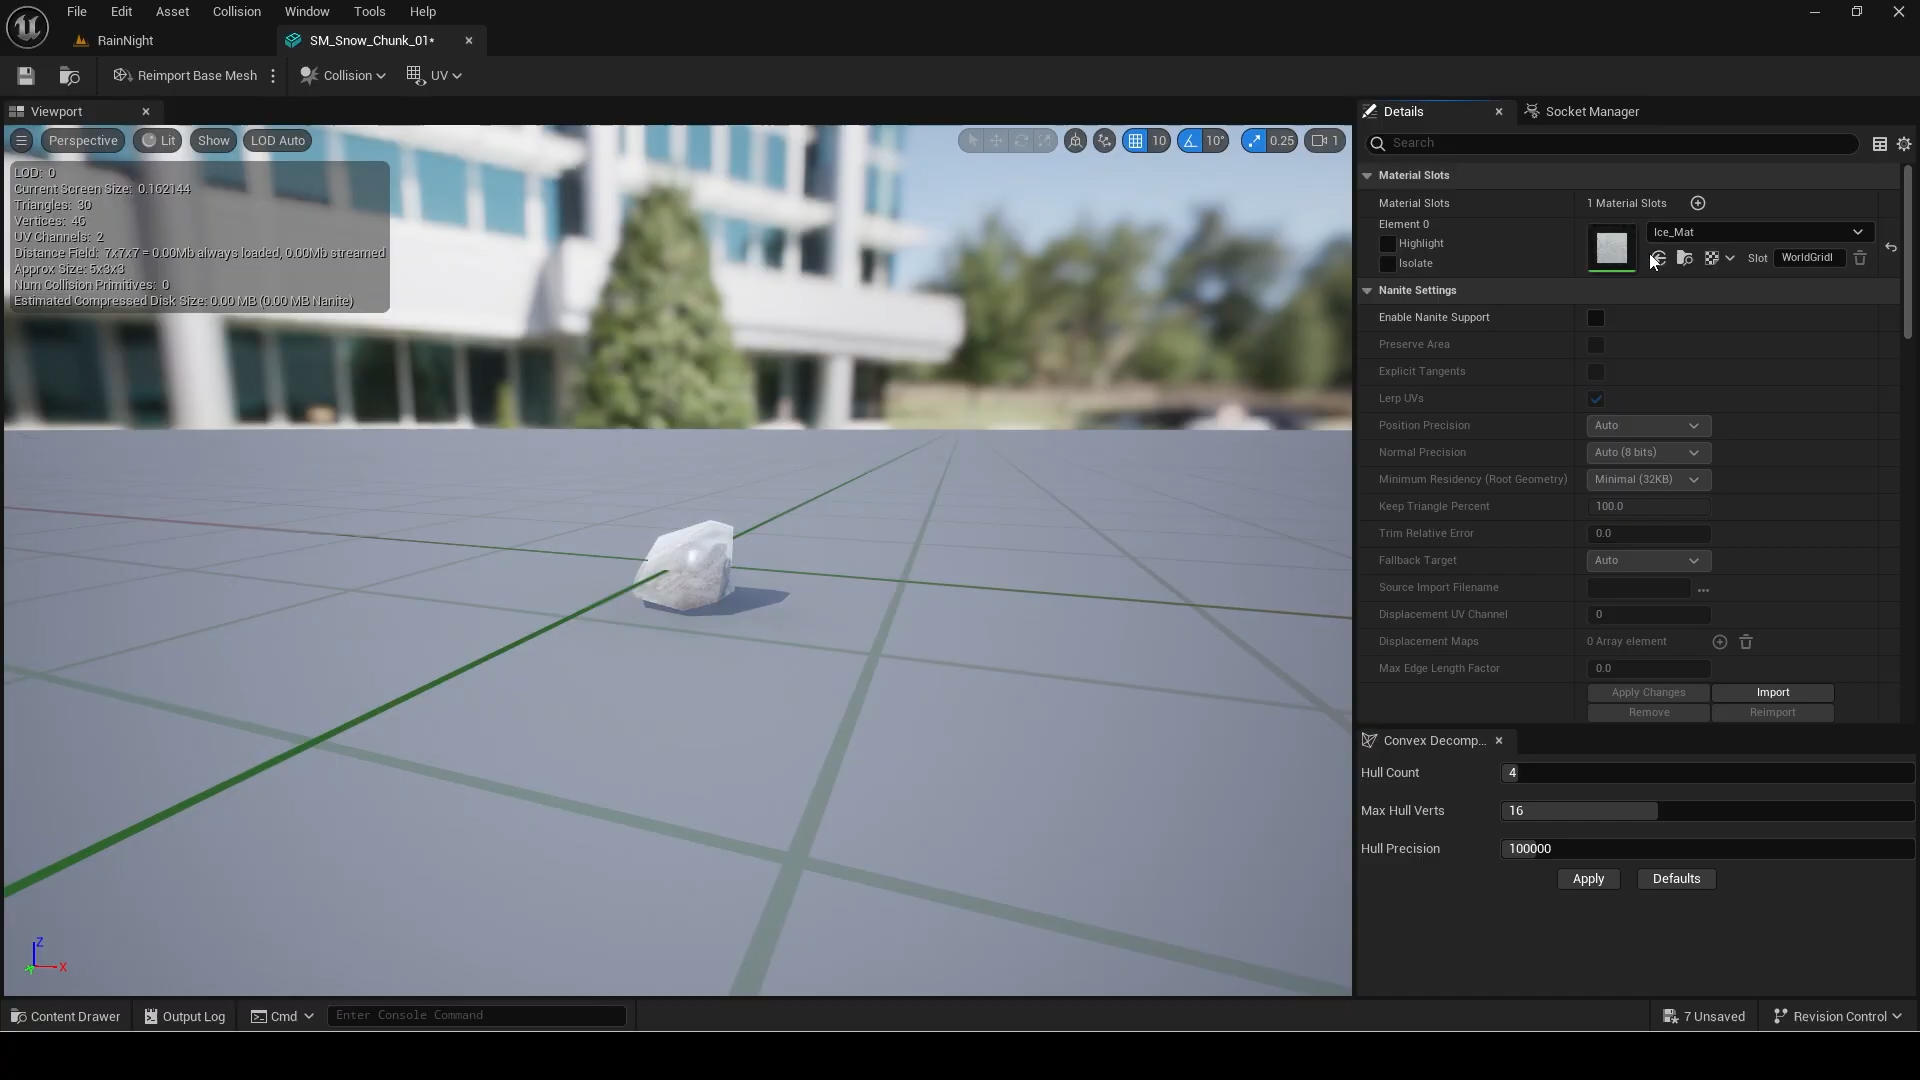 File Edit Asset Collision Window Tools Help
RainNight SM_Snow_Chunk_01*
Reimport Base Mesh Collision UV
Viewport
Perspective Lit Show LOD Auto 10 10° 0.25 1
LOD: 0
Current Screen Size: 0.162144
Triangles: 30
Vertices: 46
UV Channels: 2
Distance Field: 7x7x7 = 0.00Mb always loaded, 0.00Mb streamed
Approx Size: 5x3x3
Num Collision Primitives: 0
Estimated Compressed Disk Size: 0.00 MB (0.00 MB Nanite)
Z
X
Details Socket Manager
Search
Material Slots
Material Slots 1 Material Slots
Element 0
Highlight
Isolate
Ice_Mat
Slot WorldGridI
Nanite Settings
Enable Nanite Support
Preserve Area
Explicit Tangents
Lerp UVs
Position Precision Auto
Normal Precision Auto (8 bits)
Minimum Residency (Root Geometry) Minimal (32KB)
Keep Triangle Percent 100.0
Trim Relative Error 0.0
Fallback Target Auto
Source Import Filename ...
Displacement UV Channel 0
Displacement Maps 0 Array element
Max Edge Length Factor 0.0
Apply Changes Import
Remove Reimport
Convex Decomp...
Hull Count 4
Max Hull Verts 16
Hull Precision 100000
Apply Defaults
Content Drawer Output Log Cmd Enter Console Command 7 Unsaved Revision Control